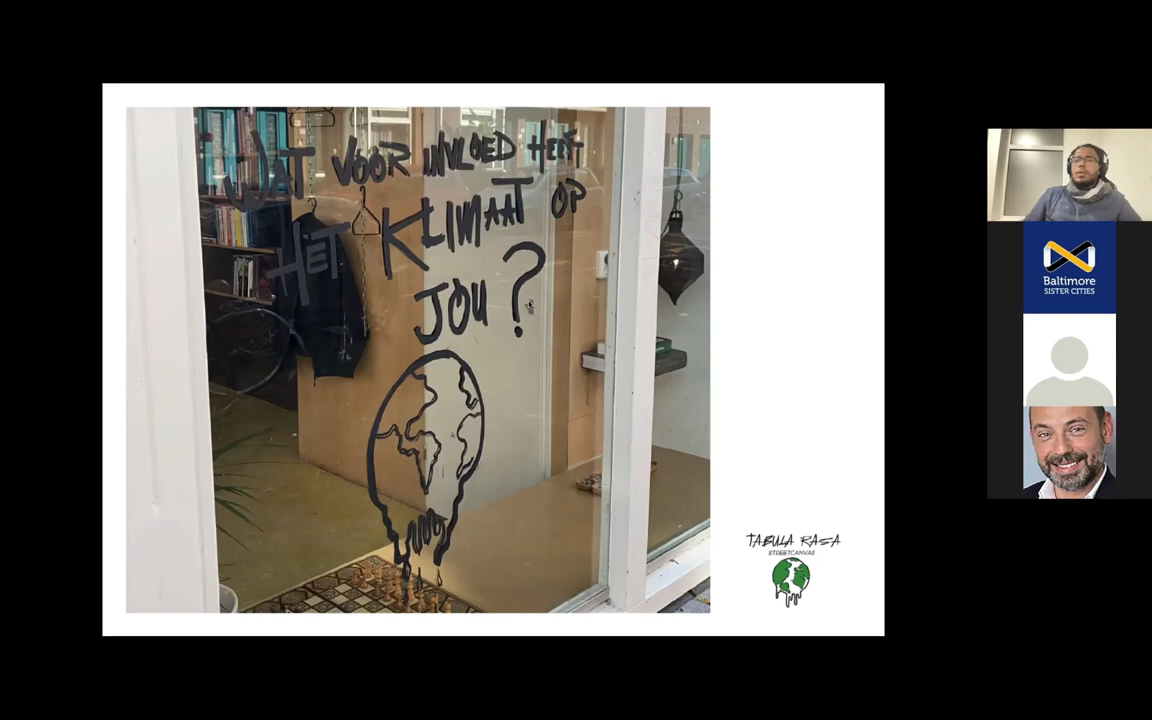 WAT VOOR INVLOED HEEFT
HET KLIMAAT OP
JOU?
TABULA RASA
STREETCANVAS
Baltimore
SISTER CITIES